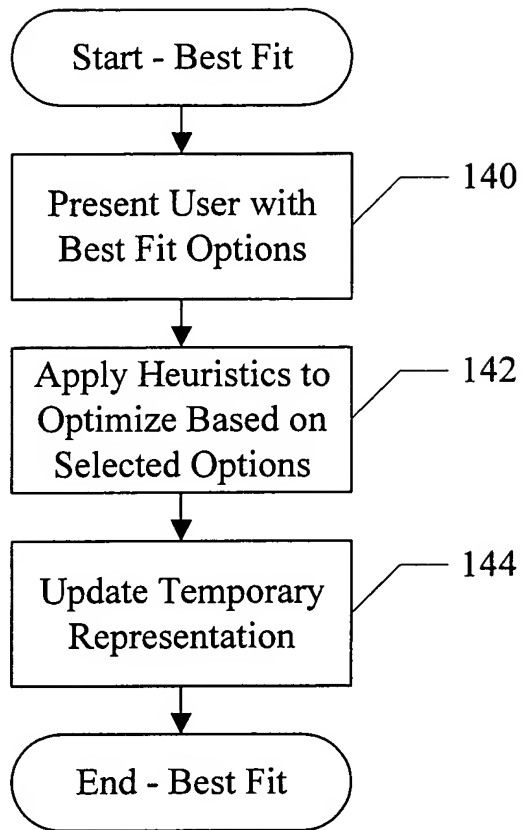 Start - Best Fit
140
Present User with
Best Fit Options
142
Apply Heuristics to
Optimize Based on
Selected Options
144
Update Temporary
Representation
End - Best Fit